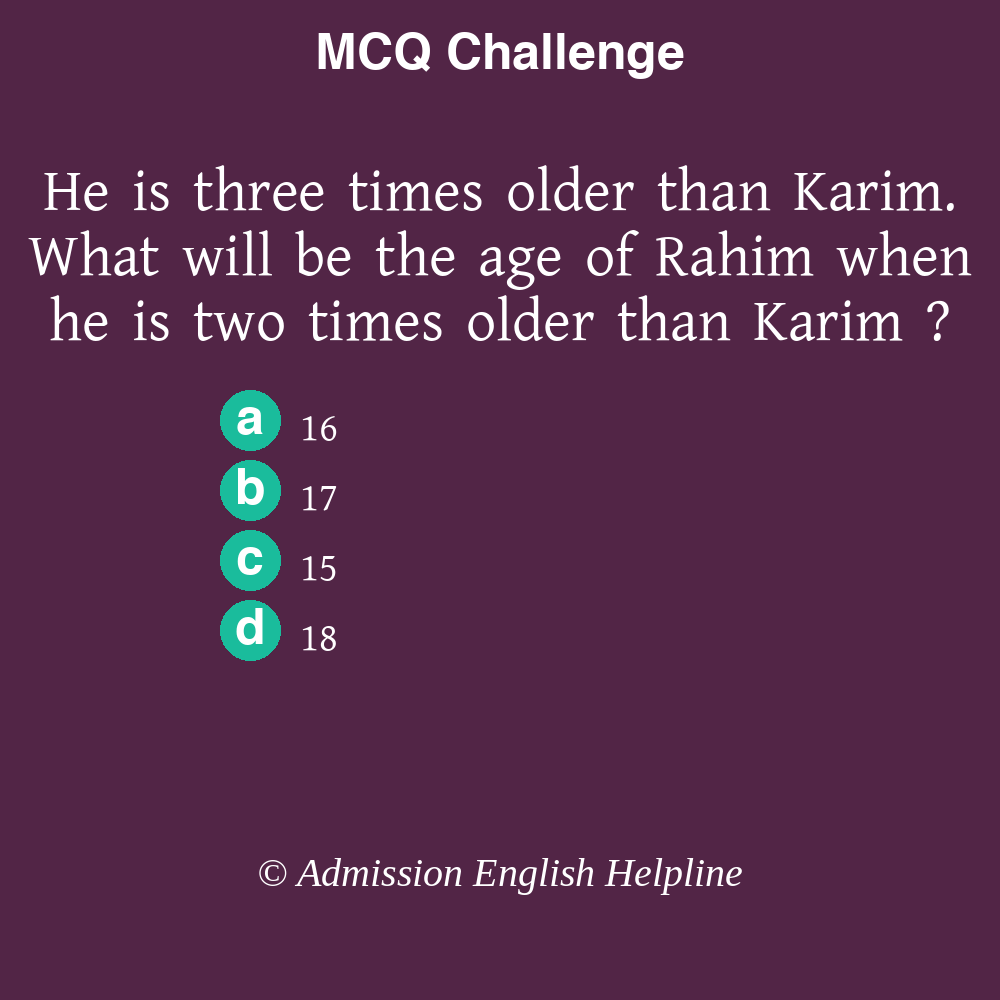 MCQ Challenge
He is three times older than Karim.
What will be the age of Rahim when
he is two times older than Karim ?
a 16
b 17
c 15
d 18
© Admission English Helpline